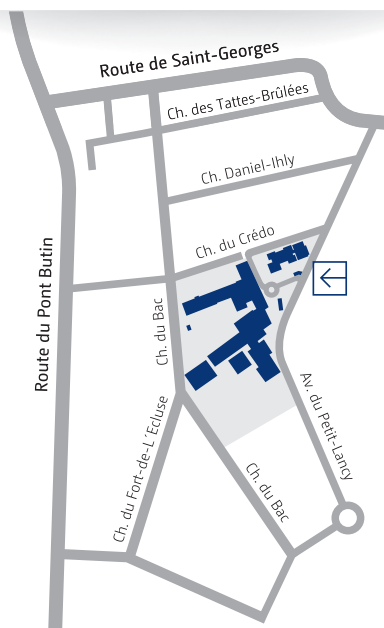 Route de Saint-Georges
Ch. des Tattes-Brûlées
Ch. Daniel-Ihly
Ch. du Crédo
Route du Pont Butin
Ch. du Bac
Av. du Petit-Lancy
Ch. du Fort-de-L´Ecluse
Ch. du Bac